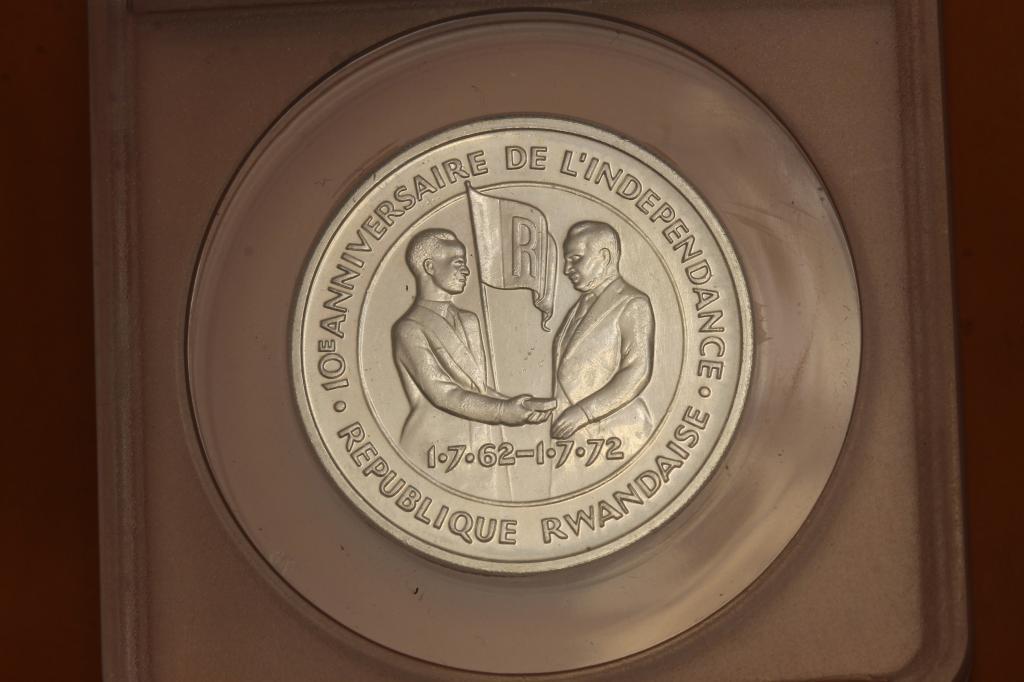 10E ANNIVERSAIRE DE L'INDEPENDANCE
R
1·7·62–1·7·72
• REPUBLIQUE RWANDAISE •